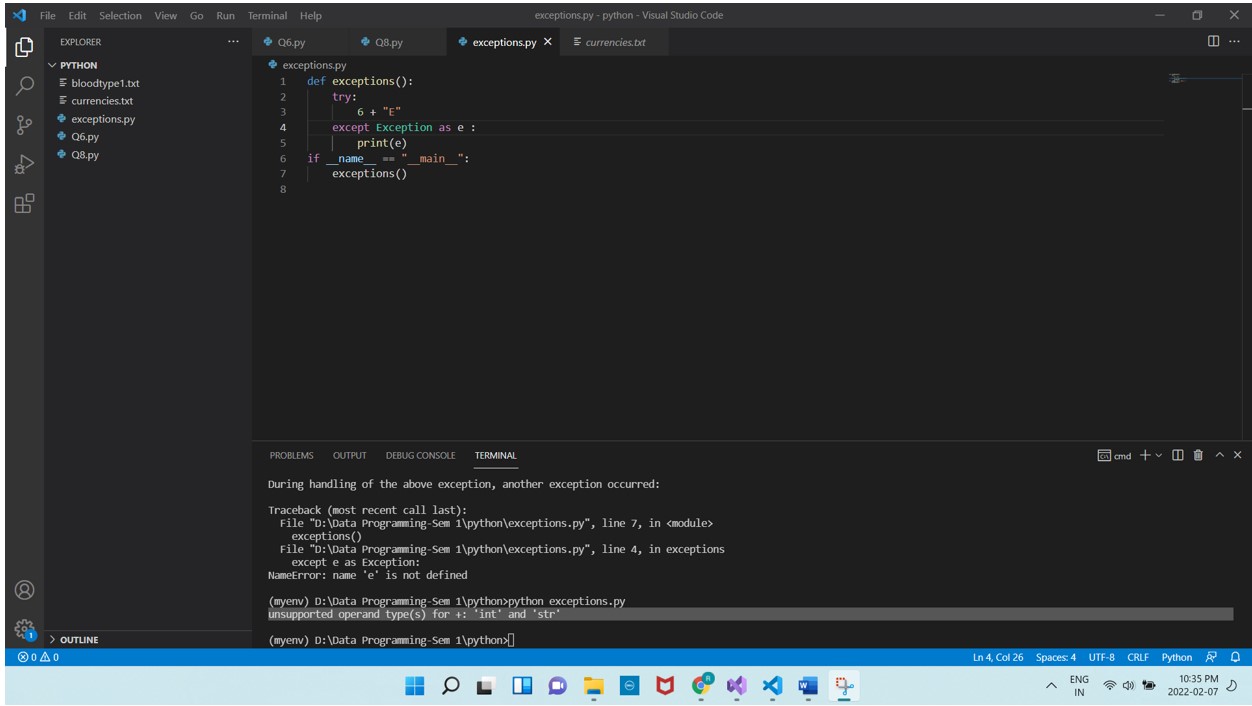 File Edit Selection View Go Run Terminal Help
exceptions.py - python - Visual Studio Code
EXPLORER
Q6.py
Q8.py
exceptions.py
currencies.txt
PYTHON
bloodtype1.txt
currencies.txt
exceptions.py
Q6.py
Q8.py
exceptions.py
1 def exceptions():
2 try:
3 6 + "E"
4 except Exception as e :
5 print(e)
6 if __name__ == "__main__":
7 exceptions()
8
PROBLEMS OUTPUT DEBUG CONSOLE TERMINAL
cmd
During handling of the above exception, another exception occurred:
Traceback (most recent call last):
File "D:\Data Programming-Sem 1\python\exceptions.py", line 7, in <module>
exceptions()
File "D:\Data Programming-Sem 1\python\exceptions.py", line 4, in exceptions
except e as Exception:
NameError: name 'e' is not defined
(myenv) D:\Data Programming-Sem 1\python>python exceptions.py
unsupported operand type(s) for +: 'int' and 'str'
(myenv) D:\Data Programming-Sem 1\python>
OUTLINE
1
0 0
Ln 4, Col 26 Spaces: 4 UTF-8 CRLF Python
ENG
IN
10:35 PM
2022-02-07